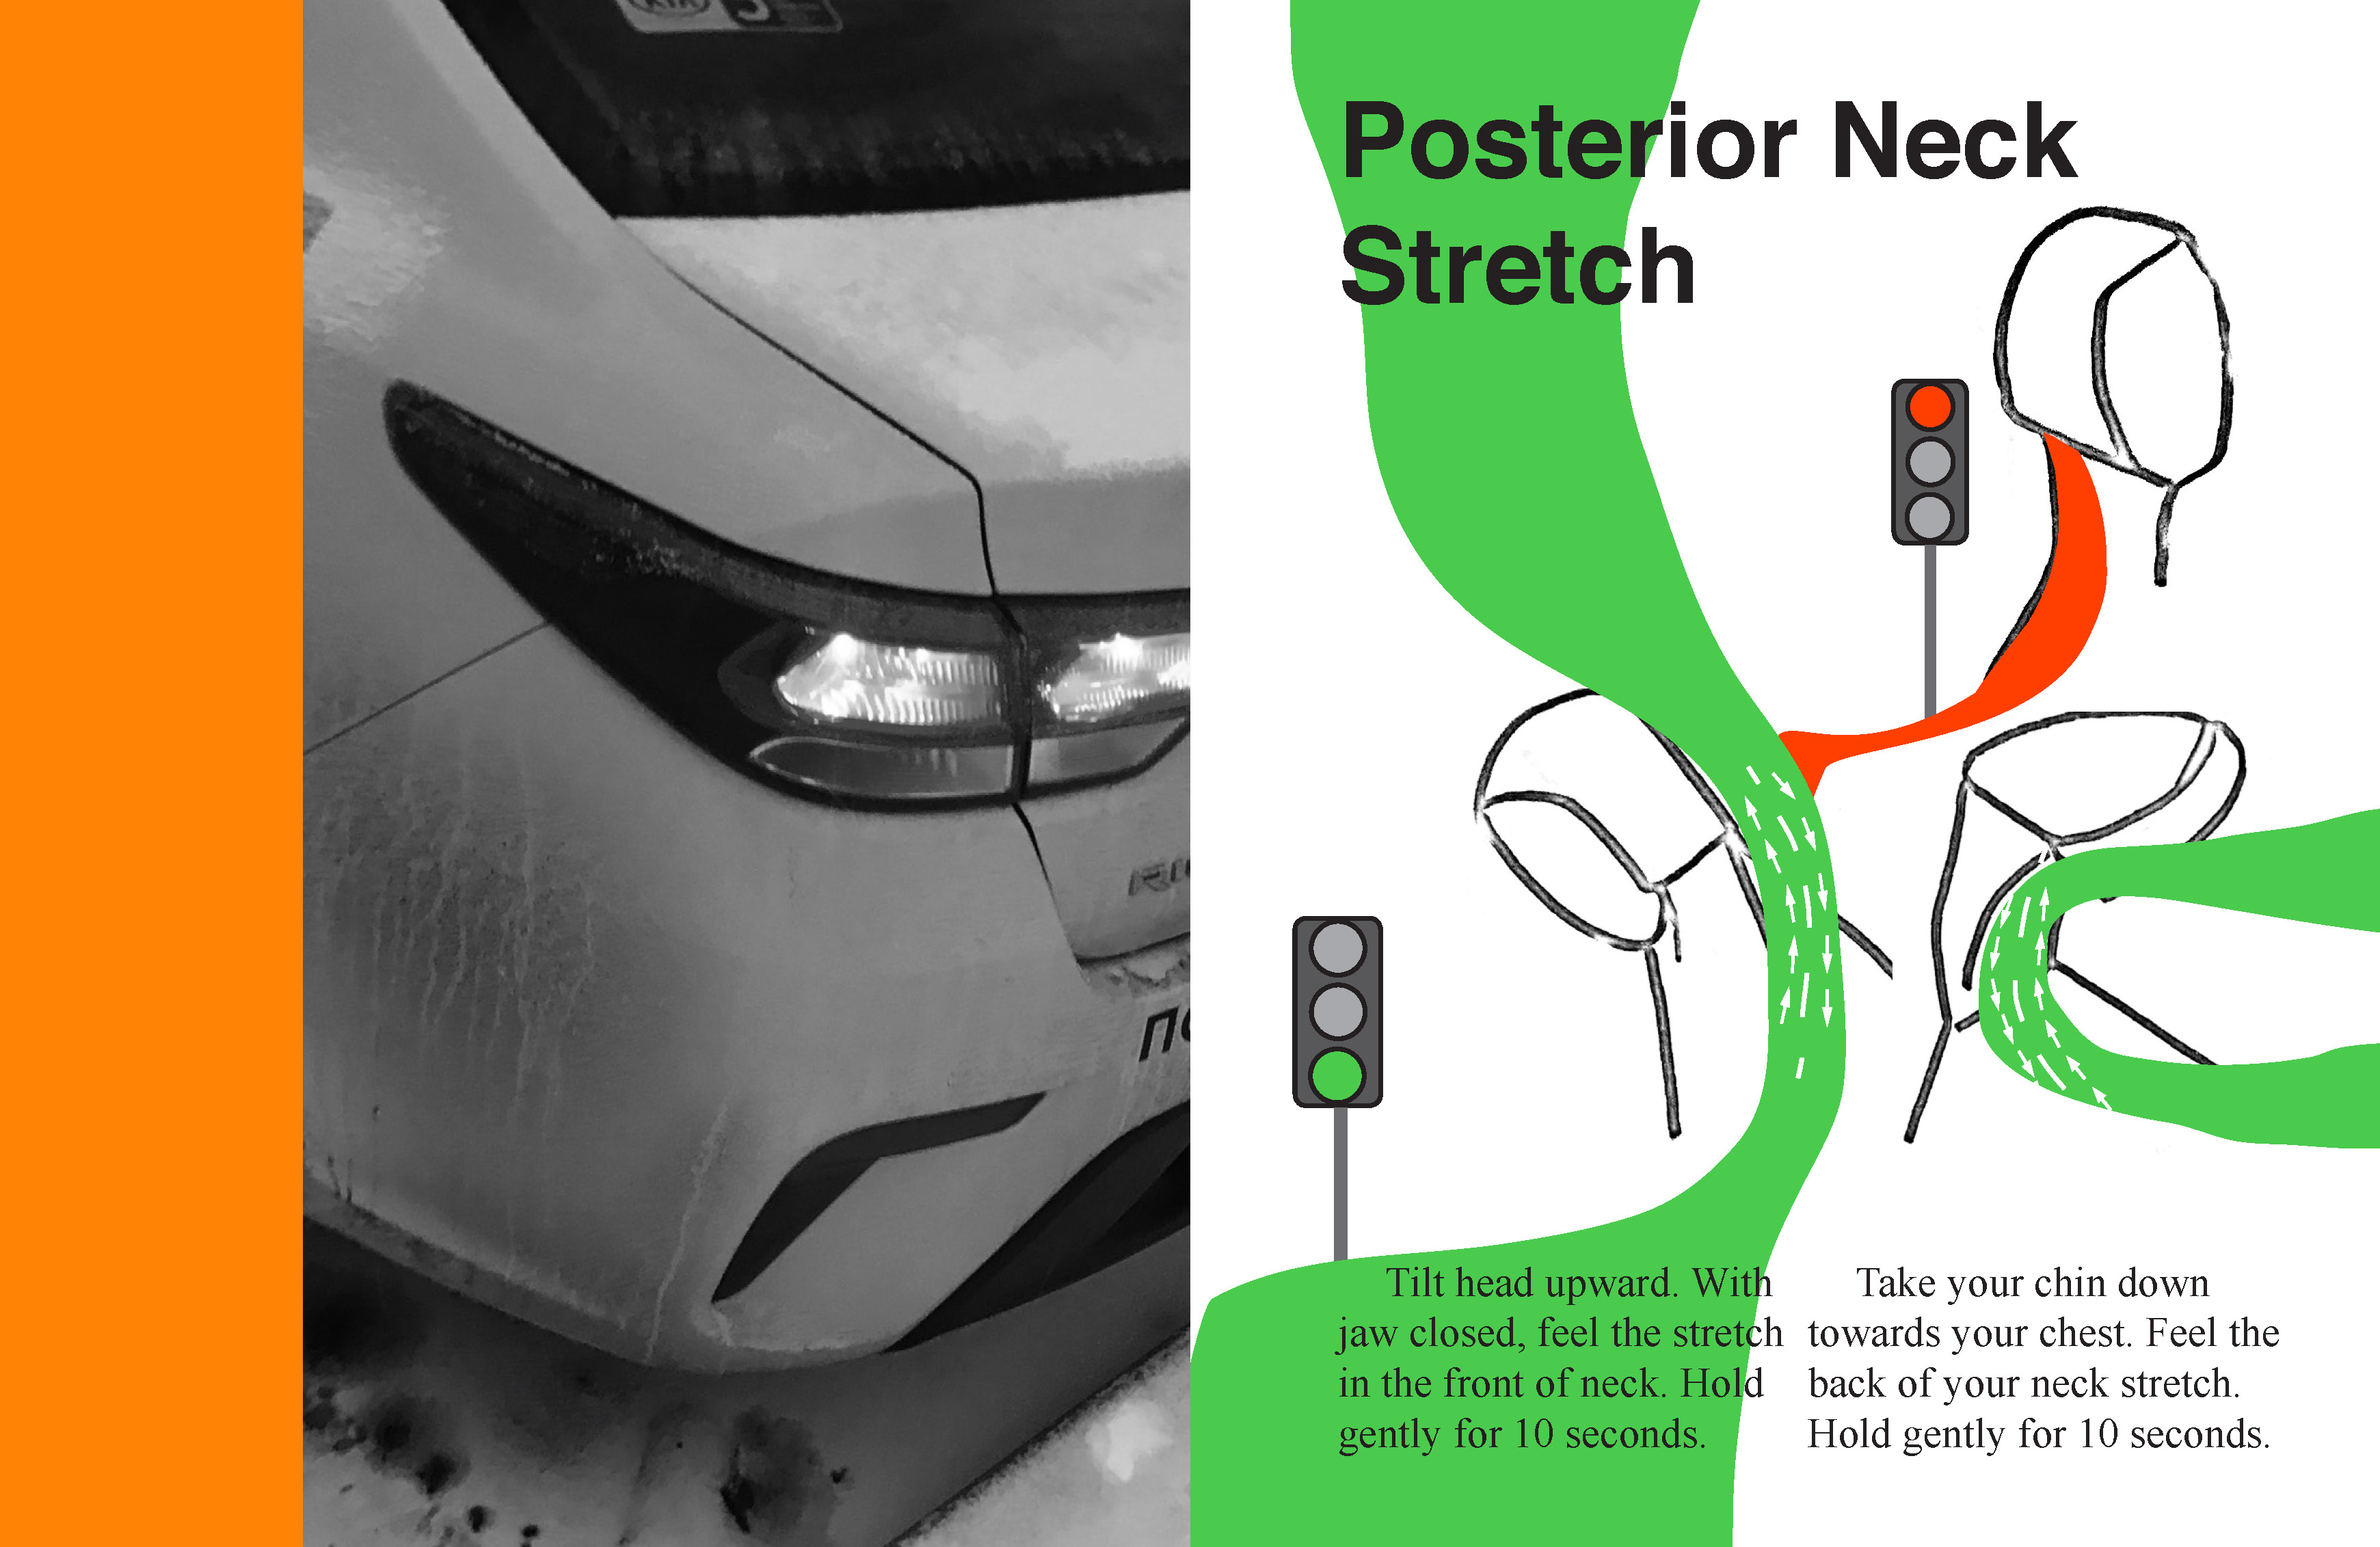 KIA
Posterior Neck
Stretch
Tilt head upward. With
jaw closed, feel the stretch
in the front of neck. Hold
gently for 10 seconds.
Take your chin down
towards your chest. Feel the
back of your neck stretch.
Hold gently for 10 seconds.